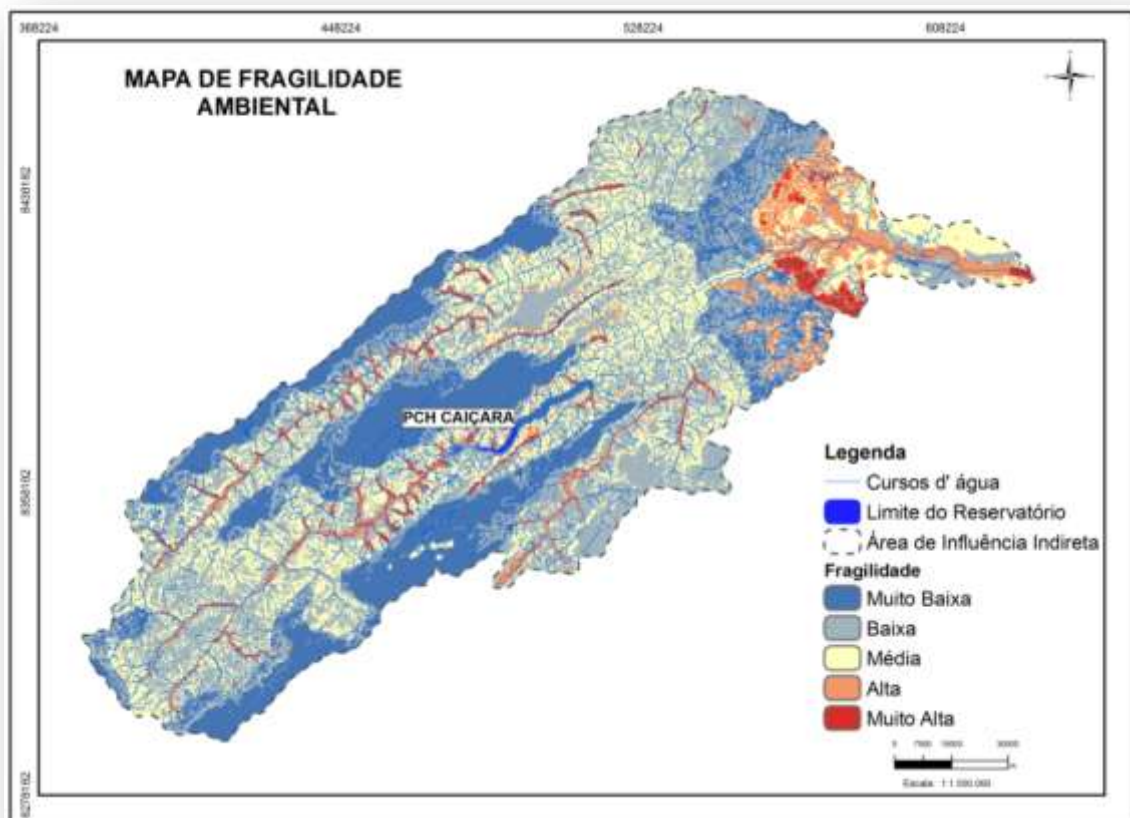 368224 448224 528224 608224
MAPA DE FRAGILIDADE
AMBIENTAL
8438182
8358182
8278182
PCH CAIÇARA
Legenda
Cursos d' água
Limite do Reservatório
Área de Influência Indireta
Fragilidade
Muito Baixa
Baixa
Média
Alta
Muito Alta
0